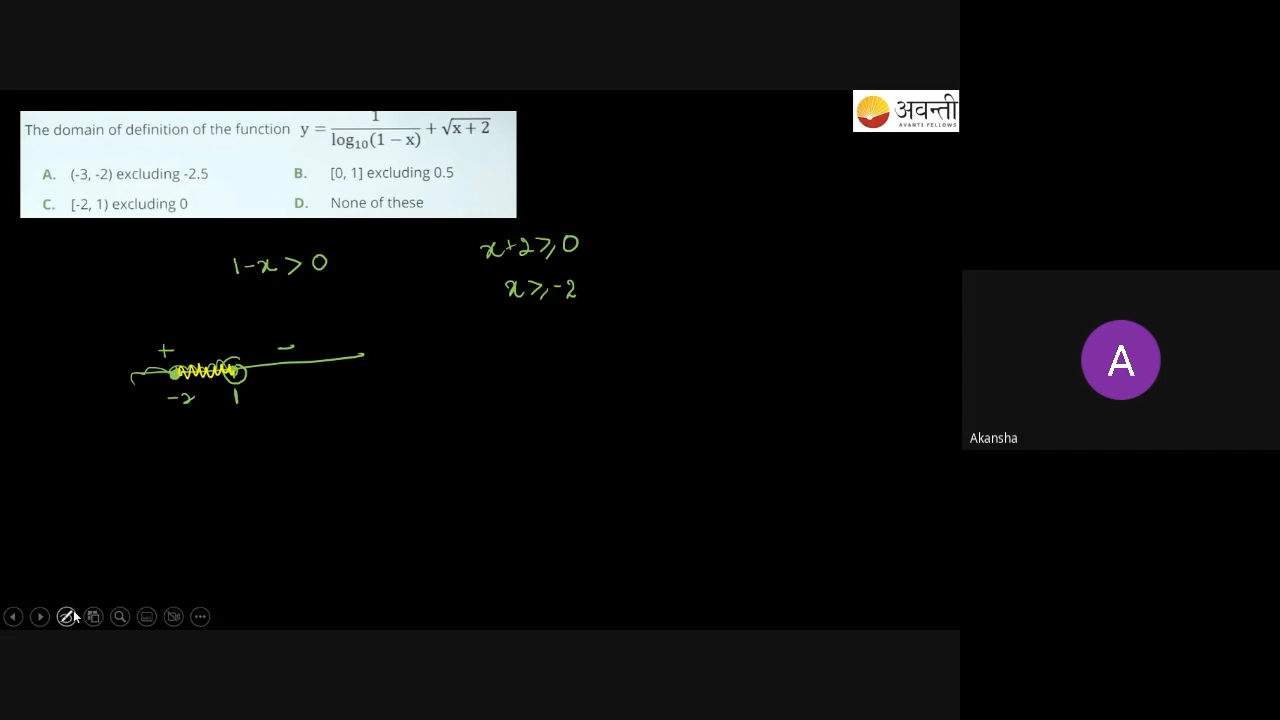 अवन्ती
AVANTI FELLOWS
The domain of definition of the function y = 1/log₁₀(1 − x) + √(x + 2)
A. (-3, -2) excluding -2.5
B. [0, 1] excluding 0.5
C. [-2, 1) excluding 0
D. None of these
1-x > 0
x+2 ≥ 0
x ≥ -2
+ -
-2 1
A
Akansha